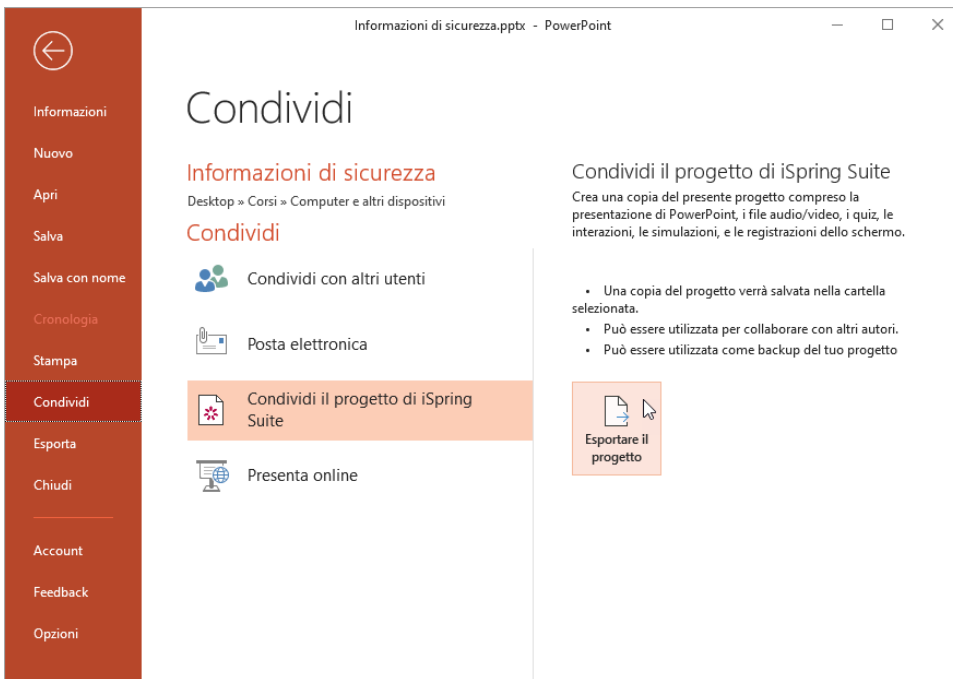 Informazioni di sicurezza.pptx - PowerPoint
Informazioni
Nuovo
Apri
Salva
Salva con nome
Cronologia
Stampa
Condividi
Esporta
Chiudi
Account
Feedback
Opzioni
Condividi
Informazioni di sicurezza
Desktop » Corsi » Computer e altri dispositivi
Condividi
Condividi con altri utenti
Posta elettronica
Condividi il progetto di iSpring
Suite
Presenta online
Condividi il progetto di iSpring Suite
Crea una copia del presente progetto compreso la
presentazione di PowerPoint, i file audio/video, i quiz, le
interazioni, le simulazioni, e le registrazioni dello schermo.
• Una copia del progetto verrà salvata nella cartella
selezionata.
• Può essere utilizzata per collaborare con altri autori.
• Può essere utilizzata come backup del tuo progetto
Esportare il
progetto